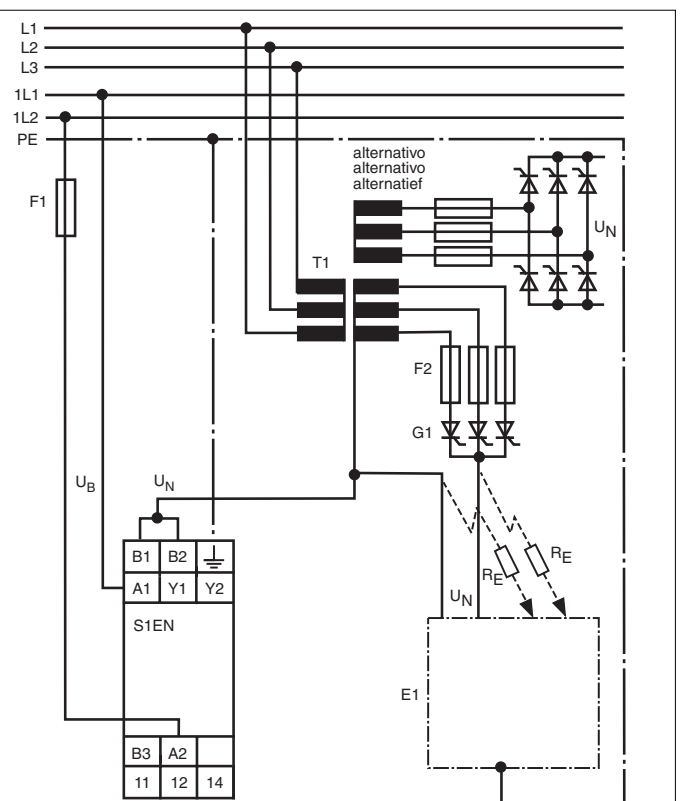 L1
L2
L3
1L1
1L2
PE
alternativo
alternativo
alternatief
F1
U_N
T1
F2
G1
U_B
U_N
B1 B2
A1 Y1 Y2
S1EN
R_E
R_E
U_N
E1
B3 A2
11 12 14